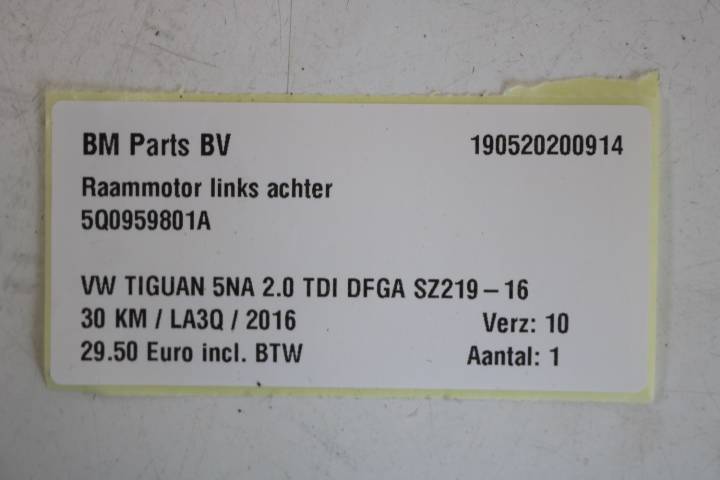 BM Parts BV 190520200914
Raammotor links achter
5Q0959801A
VW TIGUAN 5NA 2.0 TDI DFGA SZ219-16
30 KM / LA3Q / 2016 Verz: 10
29.50 Euro incl. BTW Aantal: 1